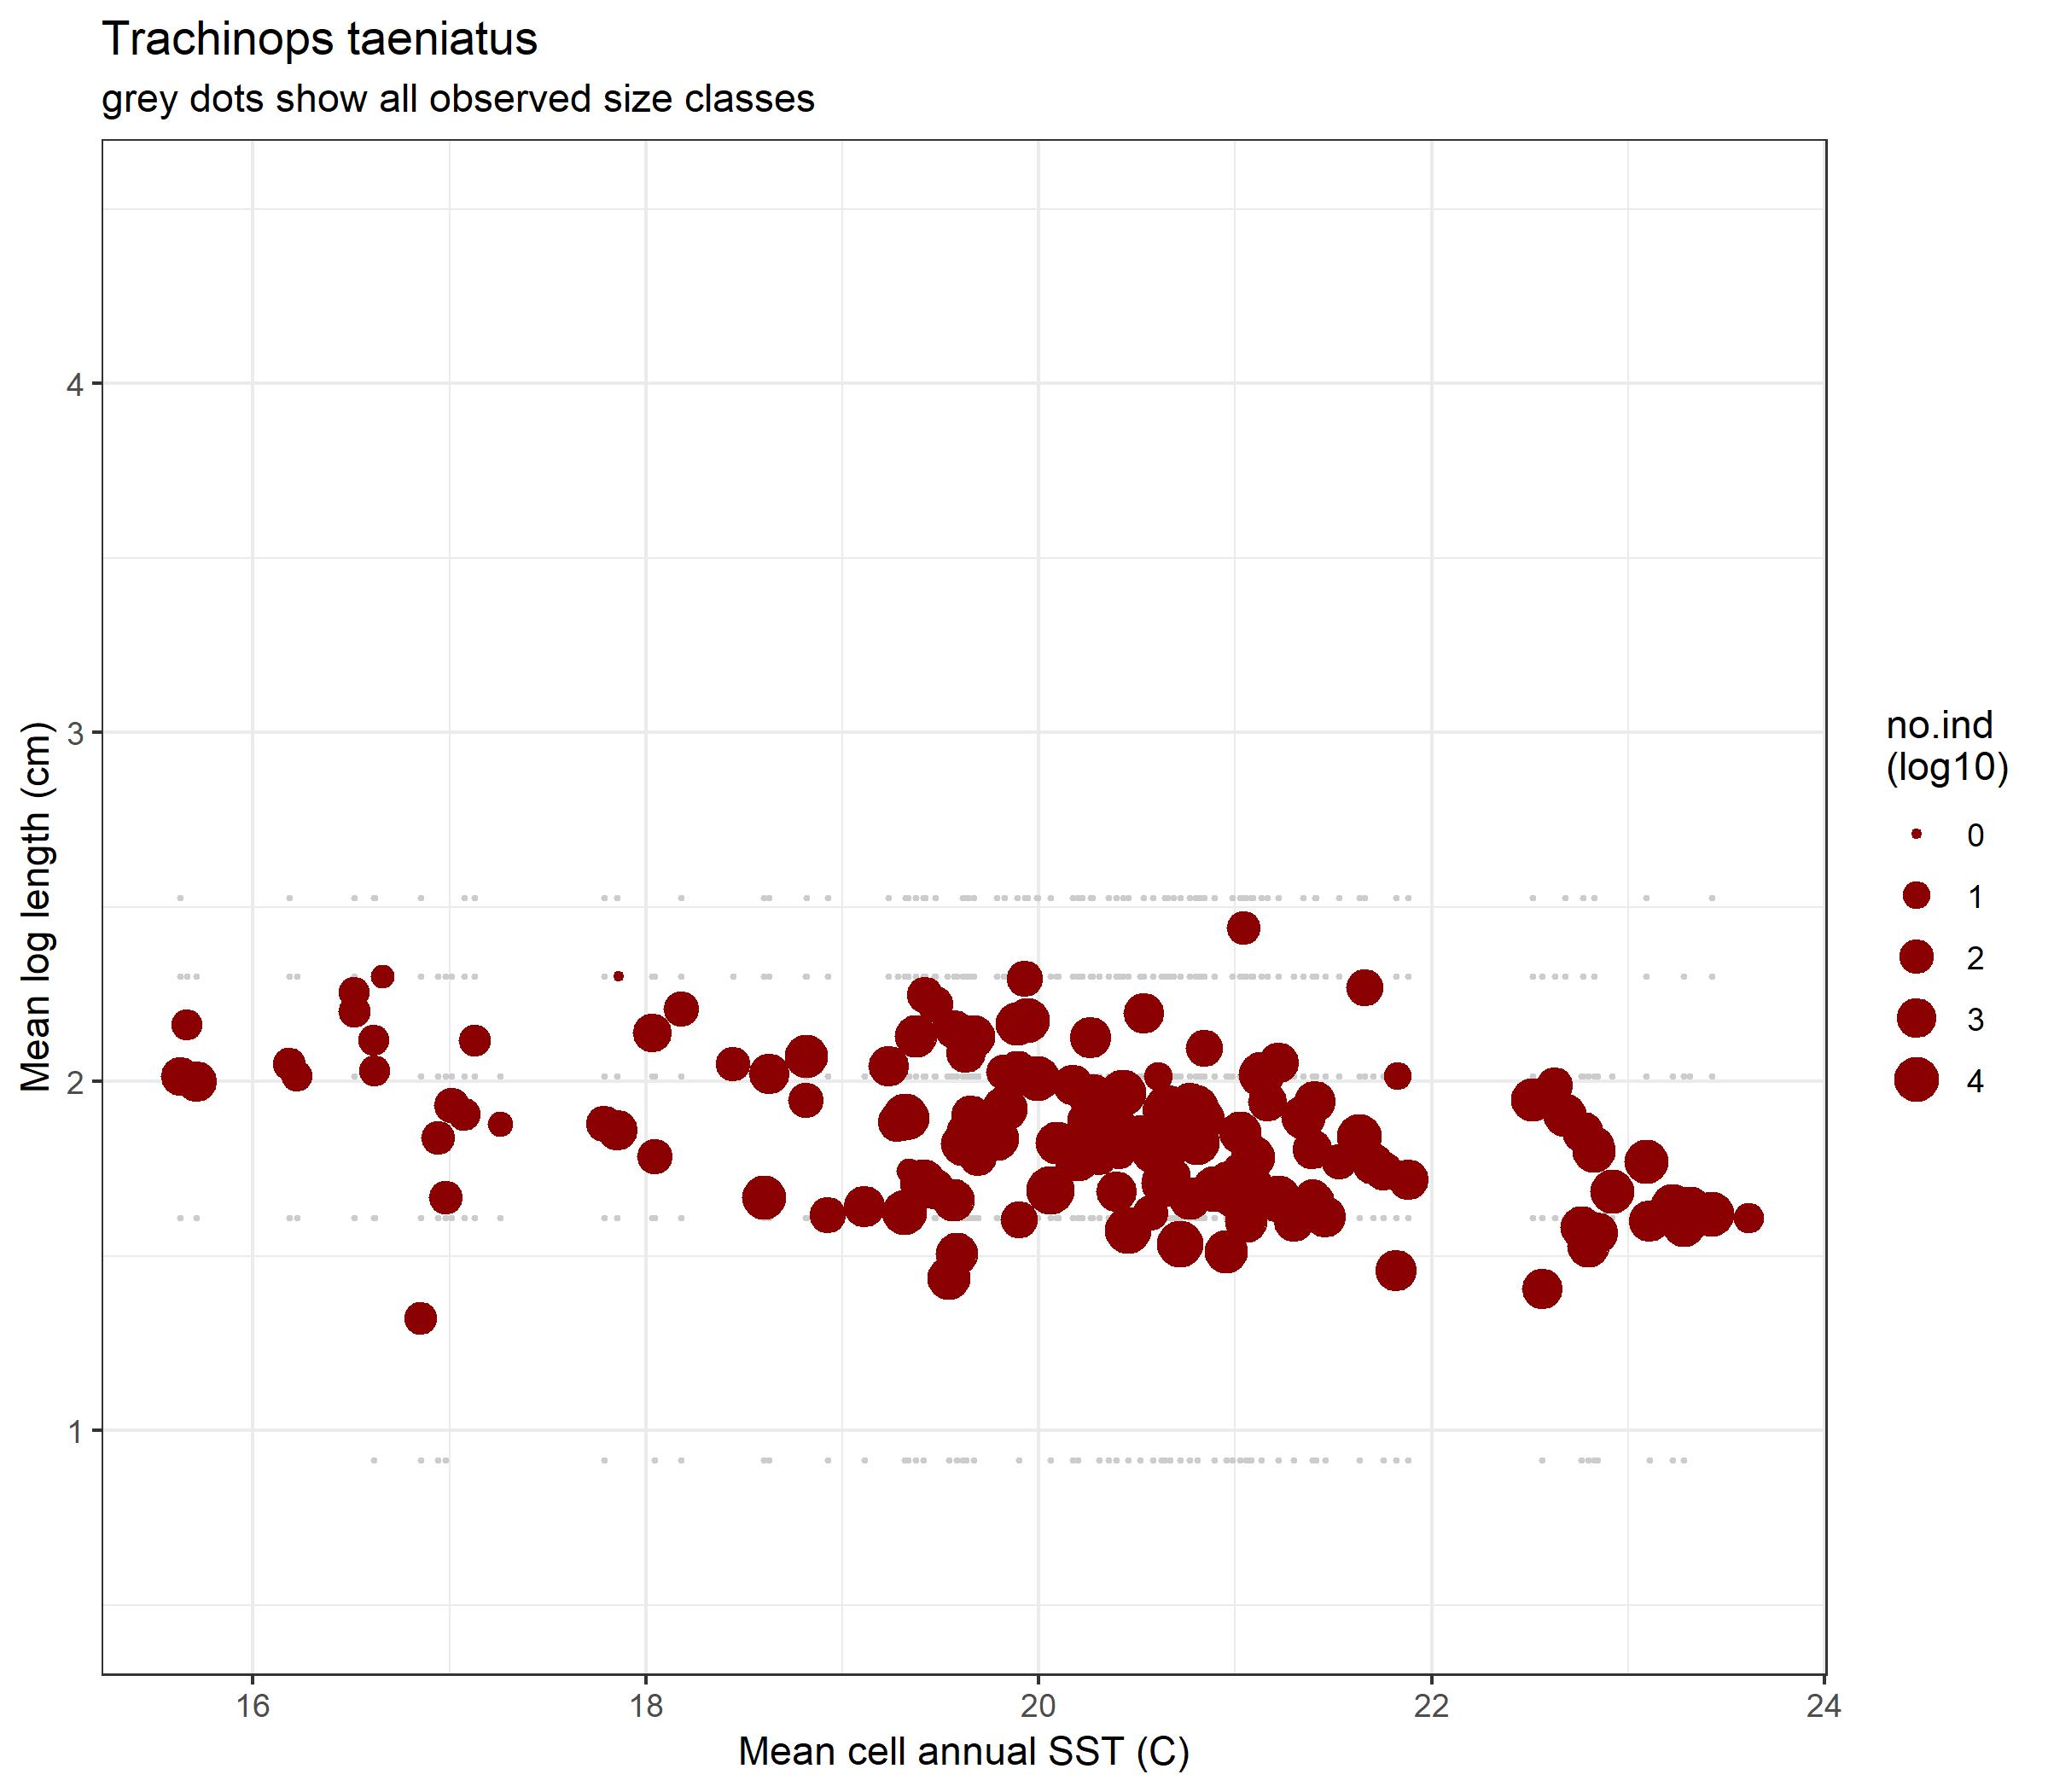 Trachinops taeniatus
grey dots show all observed size classes
Mean log length (cm)
4
3
2
1
16
18
20
22
24
Mean cell annual SST (C)
no.ind
(log10)
0
1
2
3
4